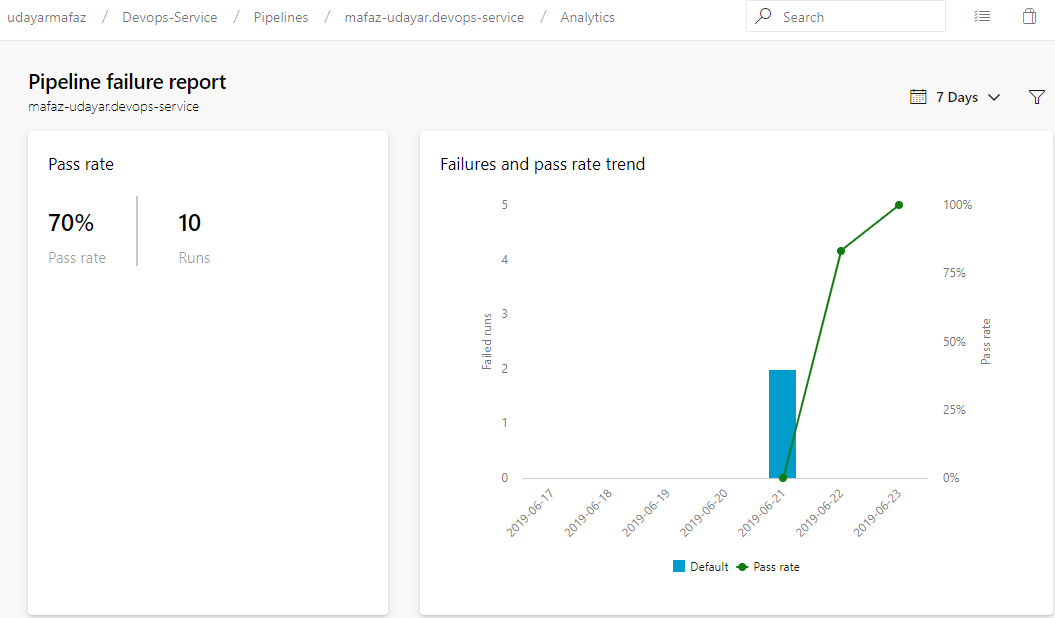 udayarmafaz / Devops-Service / Pipelines / mafaz-udayar.devops-service / Analytics
Search
Pipeline failure report
mafaz-udayar.devops-service
7 Days
Pass rate
70%
Pass rate
10
Runs
Failures and pass rate trend
5
4
3
2
1
0
Failed runs
100%
75%
50%
25%
0%
Pass rate
2019-06-17
2019-06-18
2019-06-19
2019-06-20
2019-06-21
2019-06-22
2019-06-23
Default
Pass rate